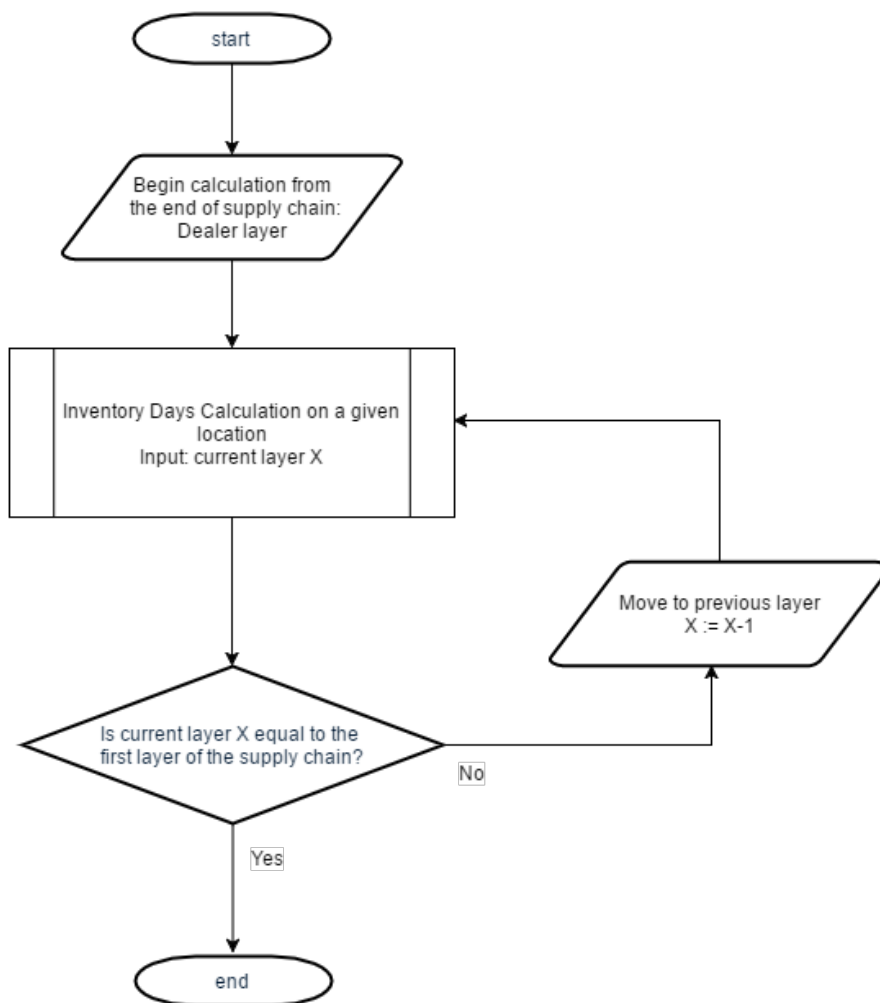 start
Begin calculation from
the end of supply chain:
Dealer layer
Inventory Days Calculation on a given
location
Input: current layer X
Move to previous layer
X := X-1
Is current layer X equal to the
first layer of the supply chain?
No
Yes
end